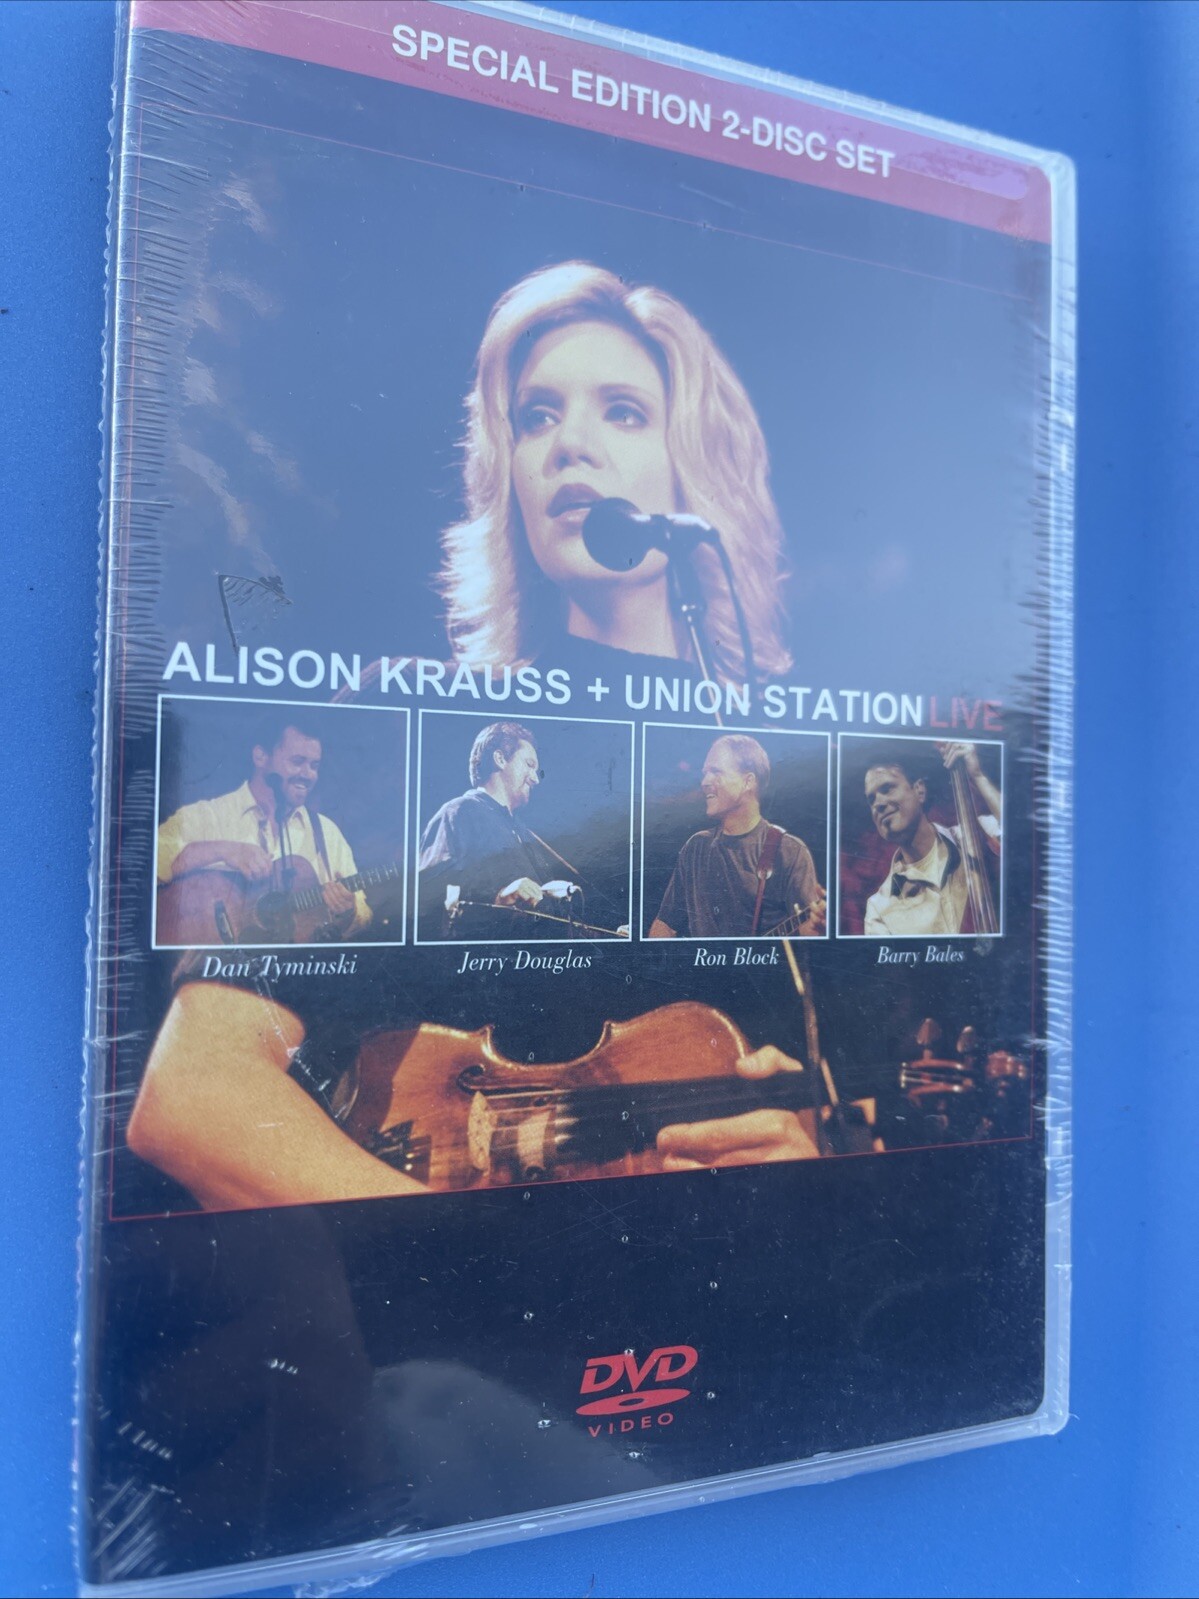 SPECIAL EDITION 2-DISC SET
ALISON KRAUSS + UNION STATION LIVE
Dan Tyminski
Jerry Douglas
Ron Block
Barry Bales
DVD
VIDEO